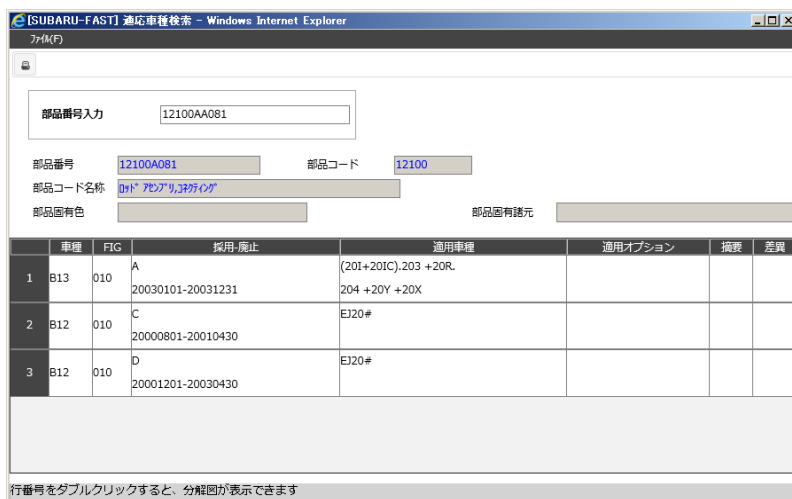 [SUBARU-FAST] 適応車種検索 - Windows Internet Explorer
ﾌｧｲﾙ(F)
部品番号入力 12100AA081
部品番号 12100A081 部品コード 12100
部品コード名称 ﾛｯﾄﾞ ｱｾﾝﾌﾞﾘ,ｺﾈｸﾃｨﾝｸﾞ
部品固有色 部品固有諸元
車種 FIG 採用-廃止 適用車種 適用オプション 摘要 差異
1 B13 010 A (20I+20IC).203 +20R.
20030101-20031231 204 +20Y +20X
2 B12 010 C EJ20#
20000801-20010430
3 B12 010 D EJ20#
20001201-20030430
行番号をダブルクリックすると、分解図が表示できます